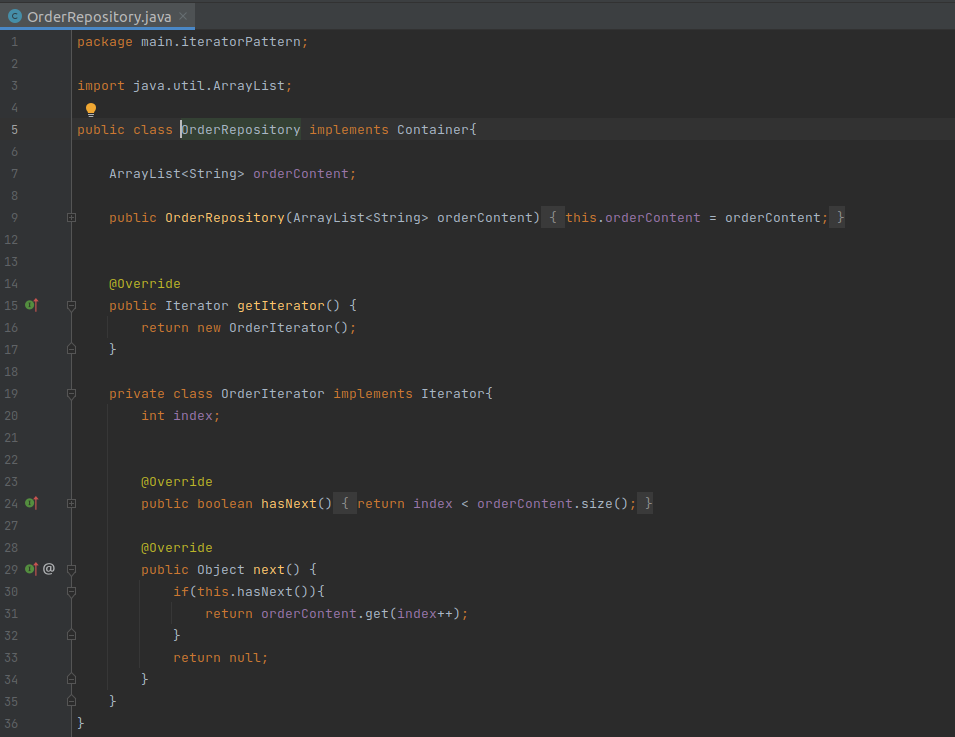 OrderRepository.java
1 package main.iteratorPattern;
2
3 import java.util.ArrayList;
4
5 public class OrderRepository implements Container{
6
7 ArrayList<String> orderContent;
8
9 public OrderRepository(ArrayList<String> orderContent) { this.orderContent = orderContent; }
12
13
14 @Override
15 public Iterator getIterator() {
16 return new OrderIterator();
17 }
18
19 private class OrderIterator implements Iterator{
20 int index;
21
22
23 @Override
24 public boolean hasNext() { return index < orderContent.size(); }
27
28 @Override
29 @ public Object next() {
30 if(this.hasNext()){
31 return orderContent.get(index++);
32 }
33 return null;
34 }
35 }
36 }